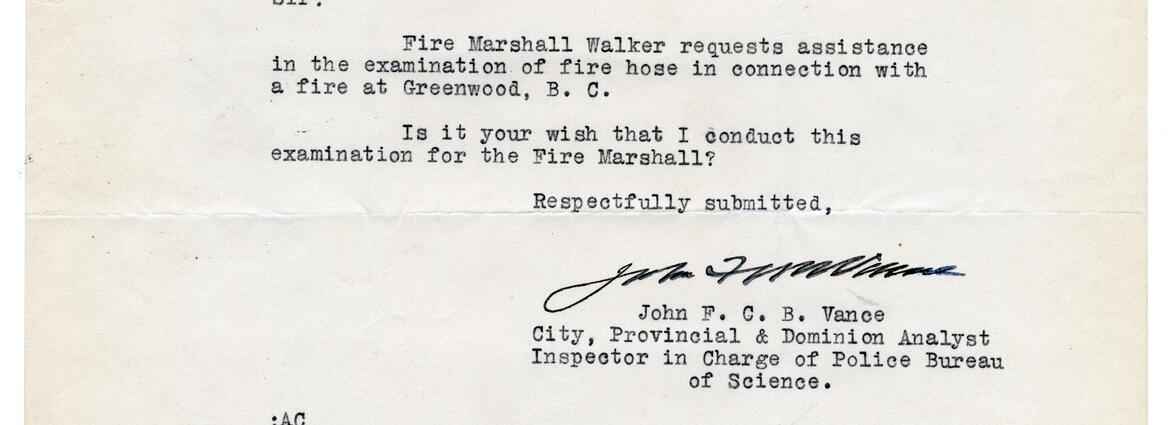 Sir:
Fire Marshall Walker requests assistance
in the examination of fire hose in connection with
a fire at Greenwood, B. C.
Is it your wish that I conduct this
examination for the Fire Marshall?
Respectfully submitted,
John F. C. B. Vance
City, Provincial & Dominion Analyst
Inspector in Charge of Police Bureau
of Science.
:AC